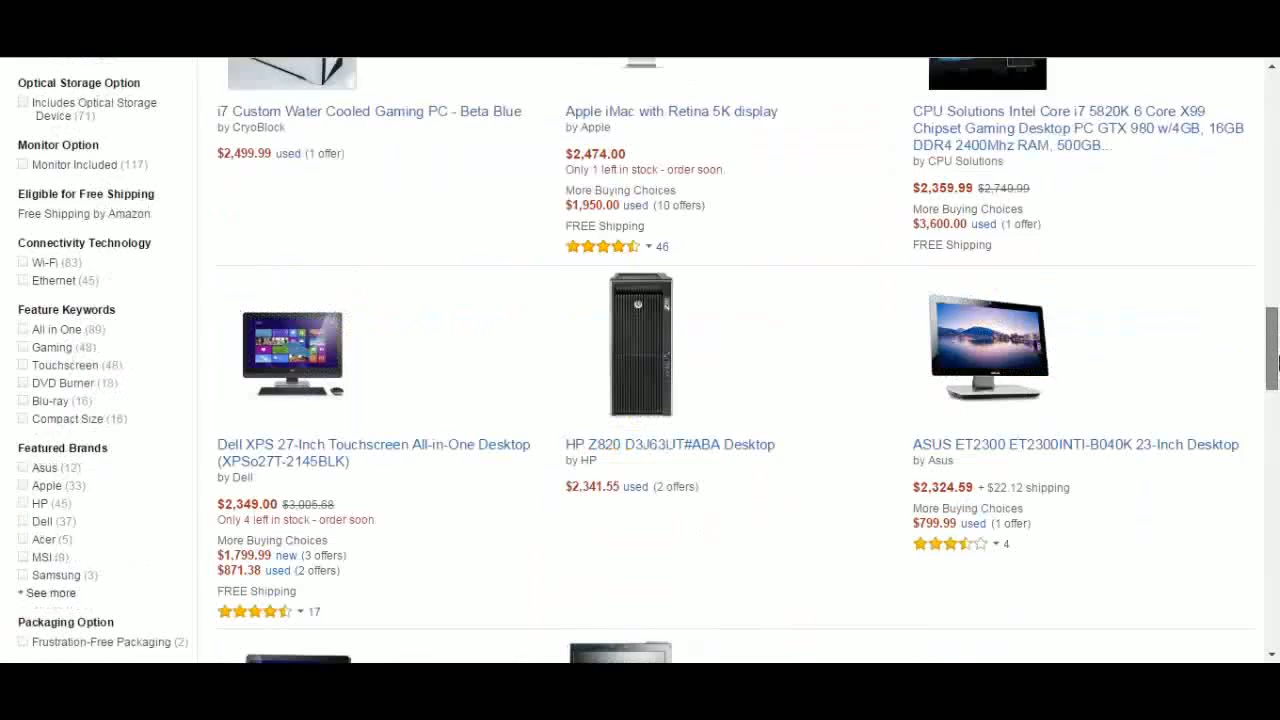 Optical Storage Option
Includes Optical Storage
Device (71)
Monitor Option
Monitor Included (117)
Eligible for Free Shipping
Free Shipping by Amazon
Connectivity Technology
Wi-Fi (83)
Ethernet (45)
Feature Keywords
All in One (89)
Gaming (48)
Touchscreen (48)
DVD Burner (18)
Blu-ray (16)
Compact Size (16)
Featured Brands
Asus (12)
Apple (33)
HP (45)
Dell (37)
Acer (5)
MSI (9)
Samsung (3)
+ See more
Packaging Option
Frustration-Free Packaging (2)
i7 Custom Water Cooled Gaming PC - Beta Blue
by CryoBlock
$2,499.99 used (1 offer)
Apple iMac with Retina 5K display
by Apple
$2,474.00
Only 1 left in stock - order soon.
More Buying Choices
$1,950.00 used (10 offers)
FREE Shipping
46
CPU Solutions Intel Core i7 5820K 6 Core X99
Chipset Gaming Desktop PC GTX 980 w/4GB, 16GB
DDR4 2400Mhz RAM, 500GB...
by CPU Solutions
$2,359.99 $2,749.99
More Buying Choices
$3,600.00 used (1 offer)
FREE Shipping
Dell XPS 27-Inch Touchscreen All-in-One Desktop
(XPSo27T-2145BLK)
by Dell
$2,349.00 $3,005.68
Only 4 left in stock - order soon
More Buying Choices
$1,799.99 new (3 offers)
$871.38 used (2 offers)
FREE Shipping
17
HP Z820 D3J63UT#ABA Desktop
by HP
$2,341.55 used (2 offers)
ASUS ET2300 ET2300INTI-B040K 23-Inch Desktop
by Asus
$2,324.59 + $22.12 shipping
More Buying Choices
$799.99 used (1 offer)
4